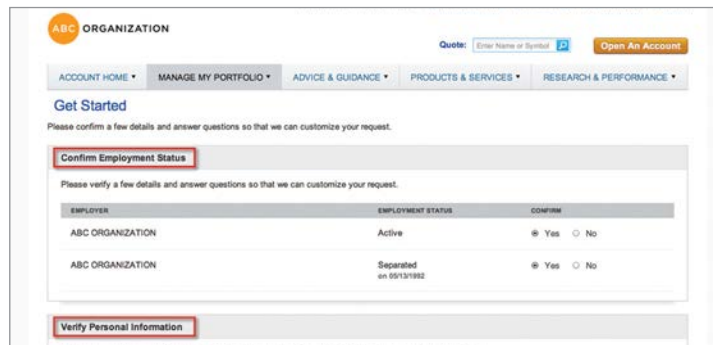 ABC ORGANIZATION
Quote: Enter Name or Symbol Open An Account
ACCOUNT HOME MANAGE MY PORTFOLIO ADVICE & GUIDANCE PRODUCTS & SERVICES RESEARCH & PERFORMANCE
Get Started
Please confirm a few details and answer questions so that we can customize your request.
Confirm Employment Status
Please verify a few details and answer questions so that we can customize your request.
EMPLOYER EMPLOYMENT STATUS CONFIRM
ABC ORGANIZATION Active Yes No
ABC ORGANIZATION Separated Yes No
on 05/13/1992
Verify Personal Information